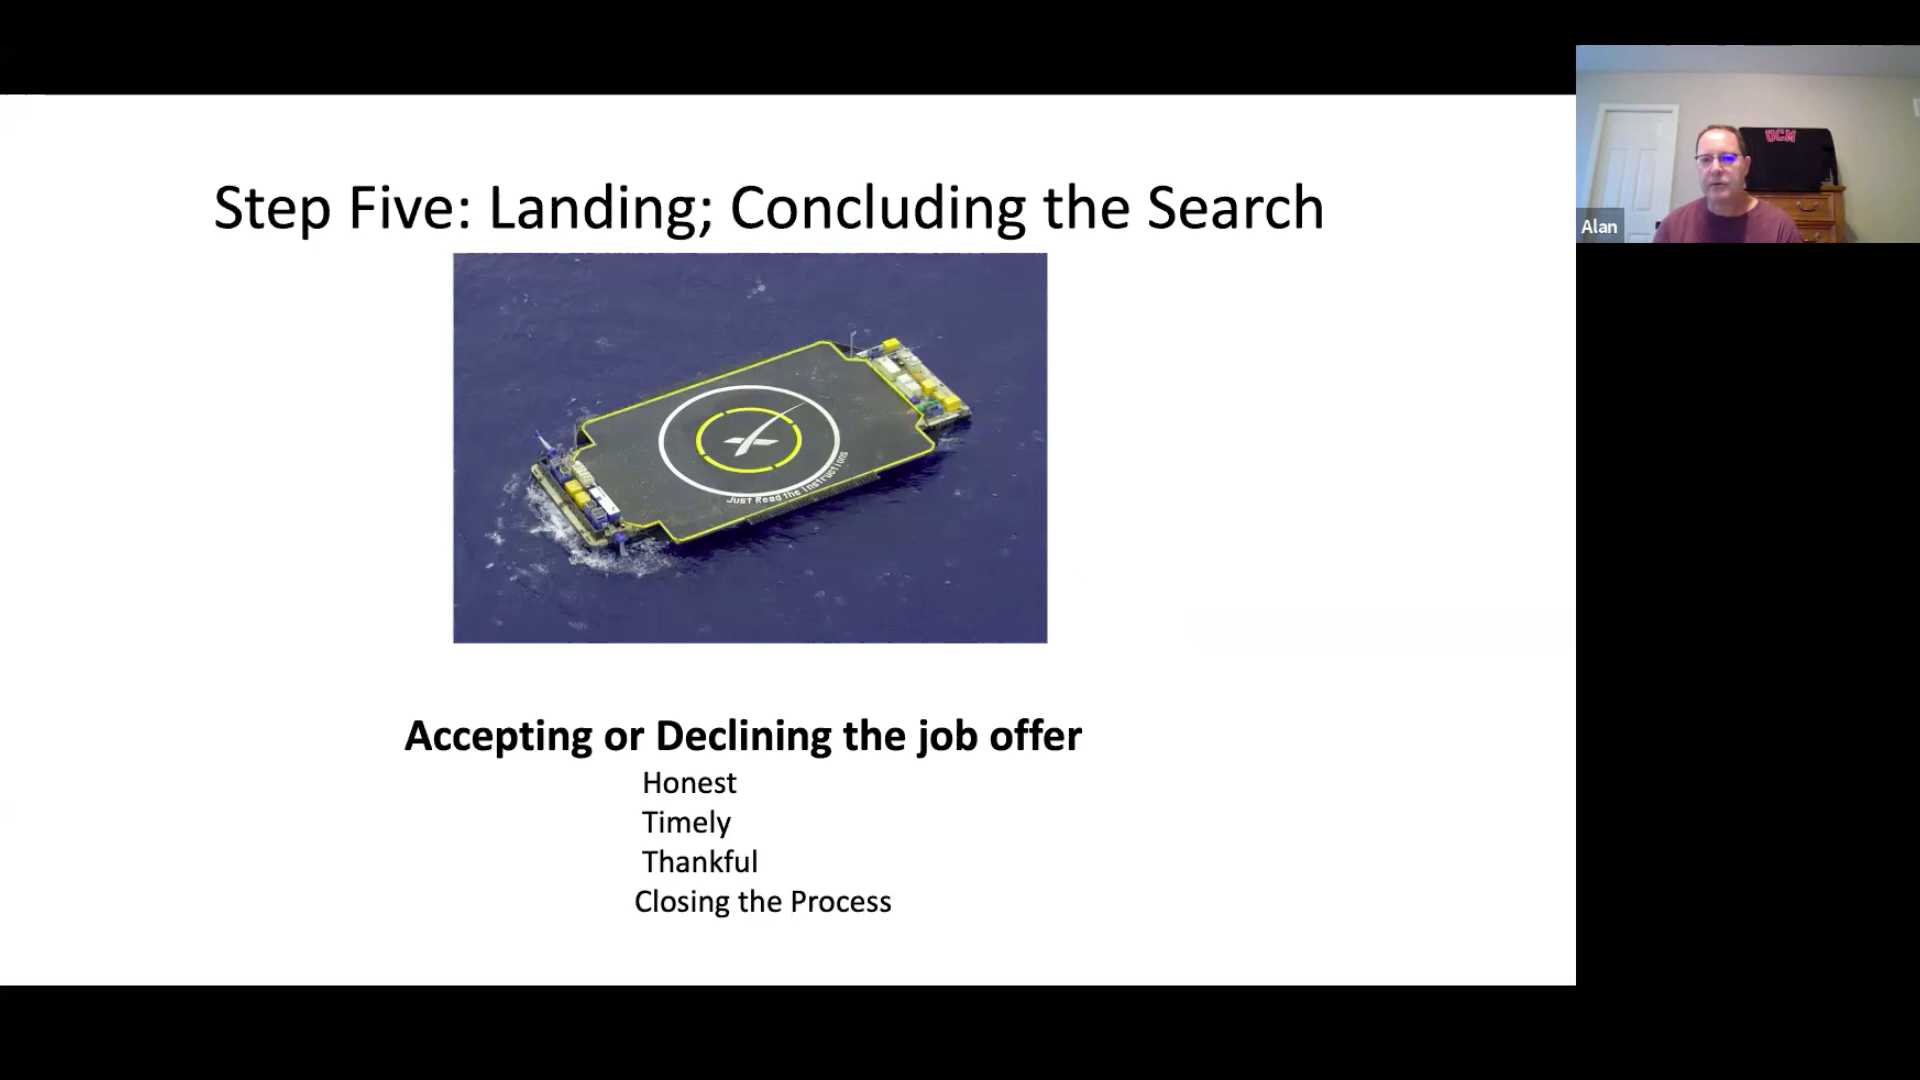 Step Five: Landing; Concluding the Search
UCM
Alan
Just Read the Instructions
Accepting or Declining the job offer
Honest
Timely
Thankful
Closing the Process